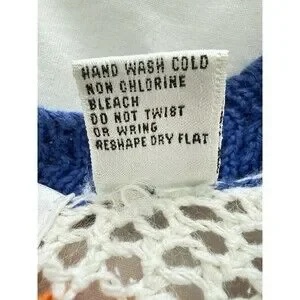 HAND WASH COLD
NON CHLORINE
BLEACH
DO NOT TWIST
OR WRING
RESHAPE DRY FLAT